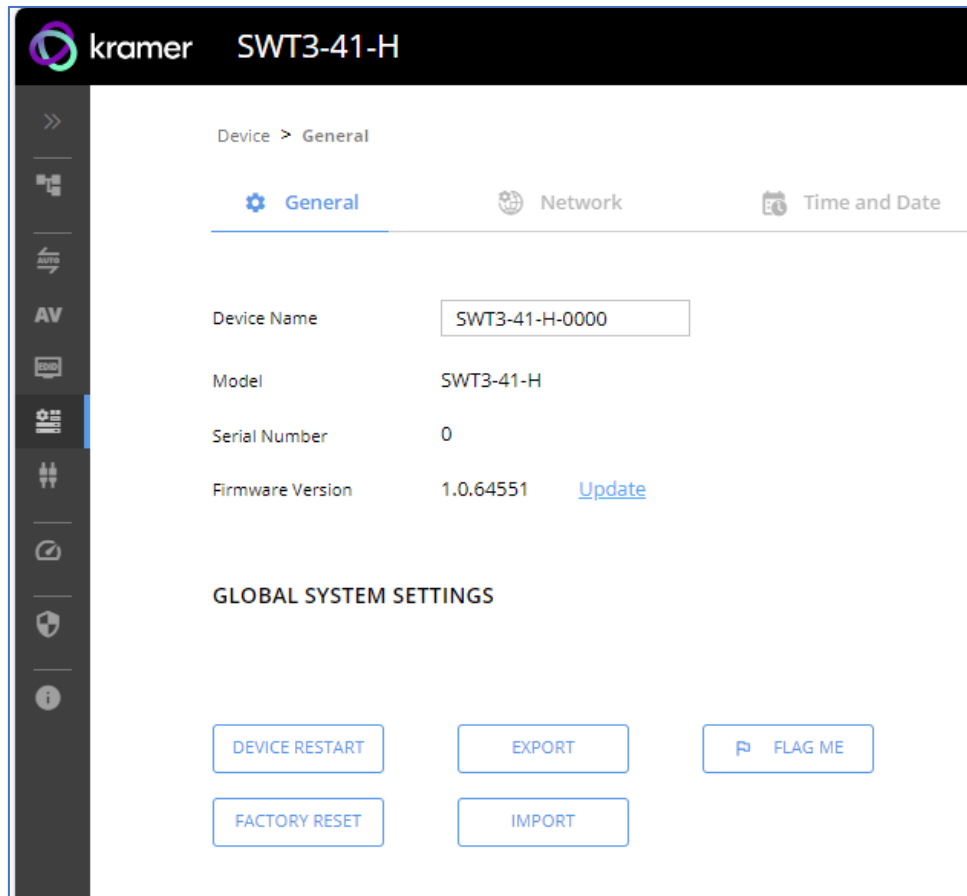 kramer SWT3-41-H
Device > General
General Network Time and Date
AUTO
AV
EDID
Device Name SWT3-41-H-0000
Model SWT3-41-H
Serial Number 0
Firmware Version 1.0.64551 Update
GLOBAL SYSTEM SETTINGS
DEVICE RESTART EXPORT FLAG ME
FACTORY RESET IMPORT